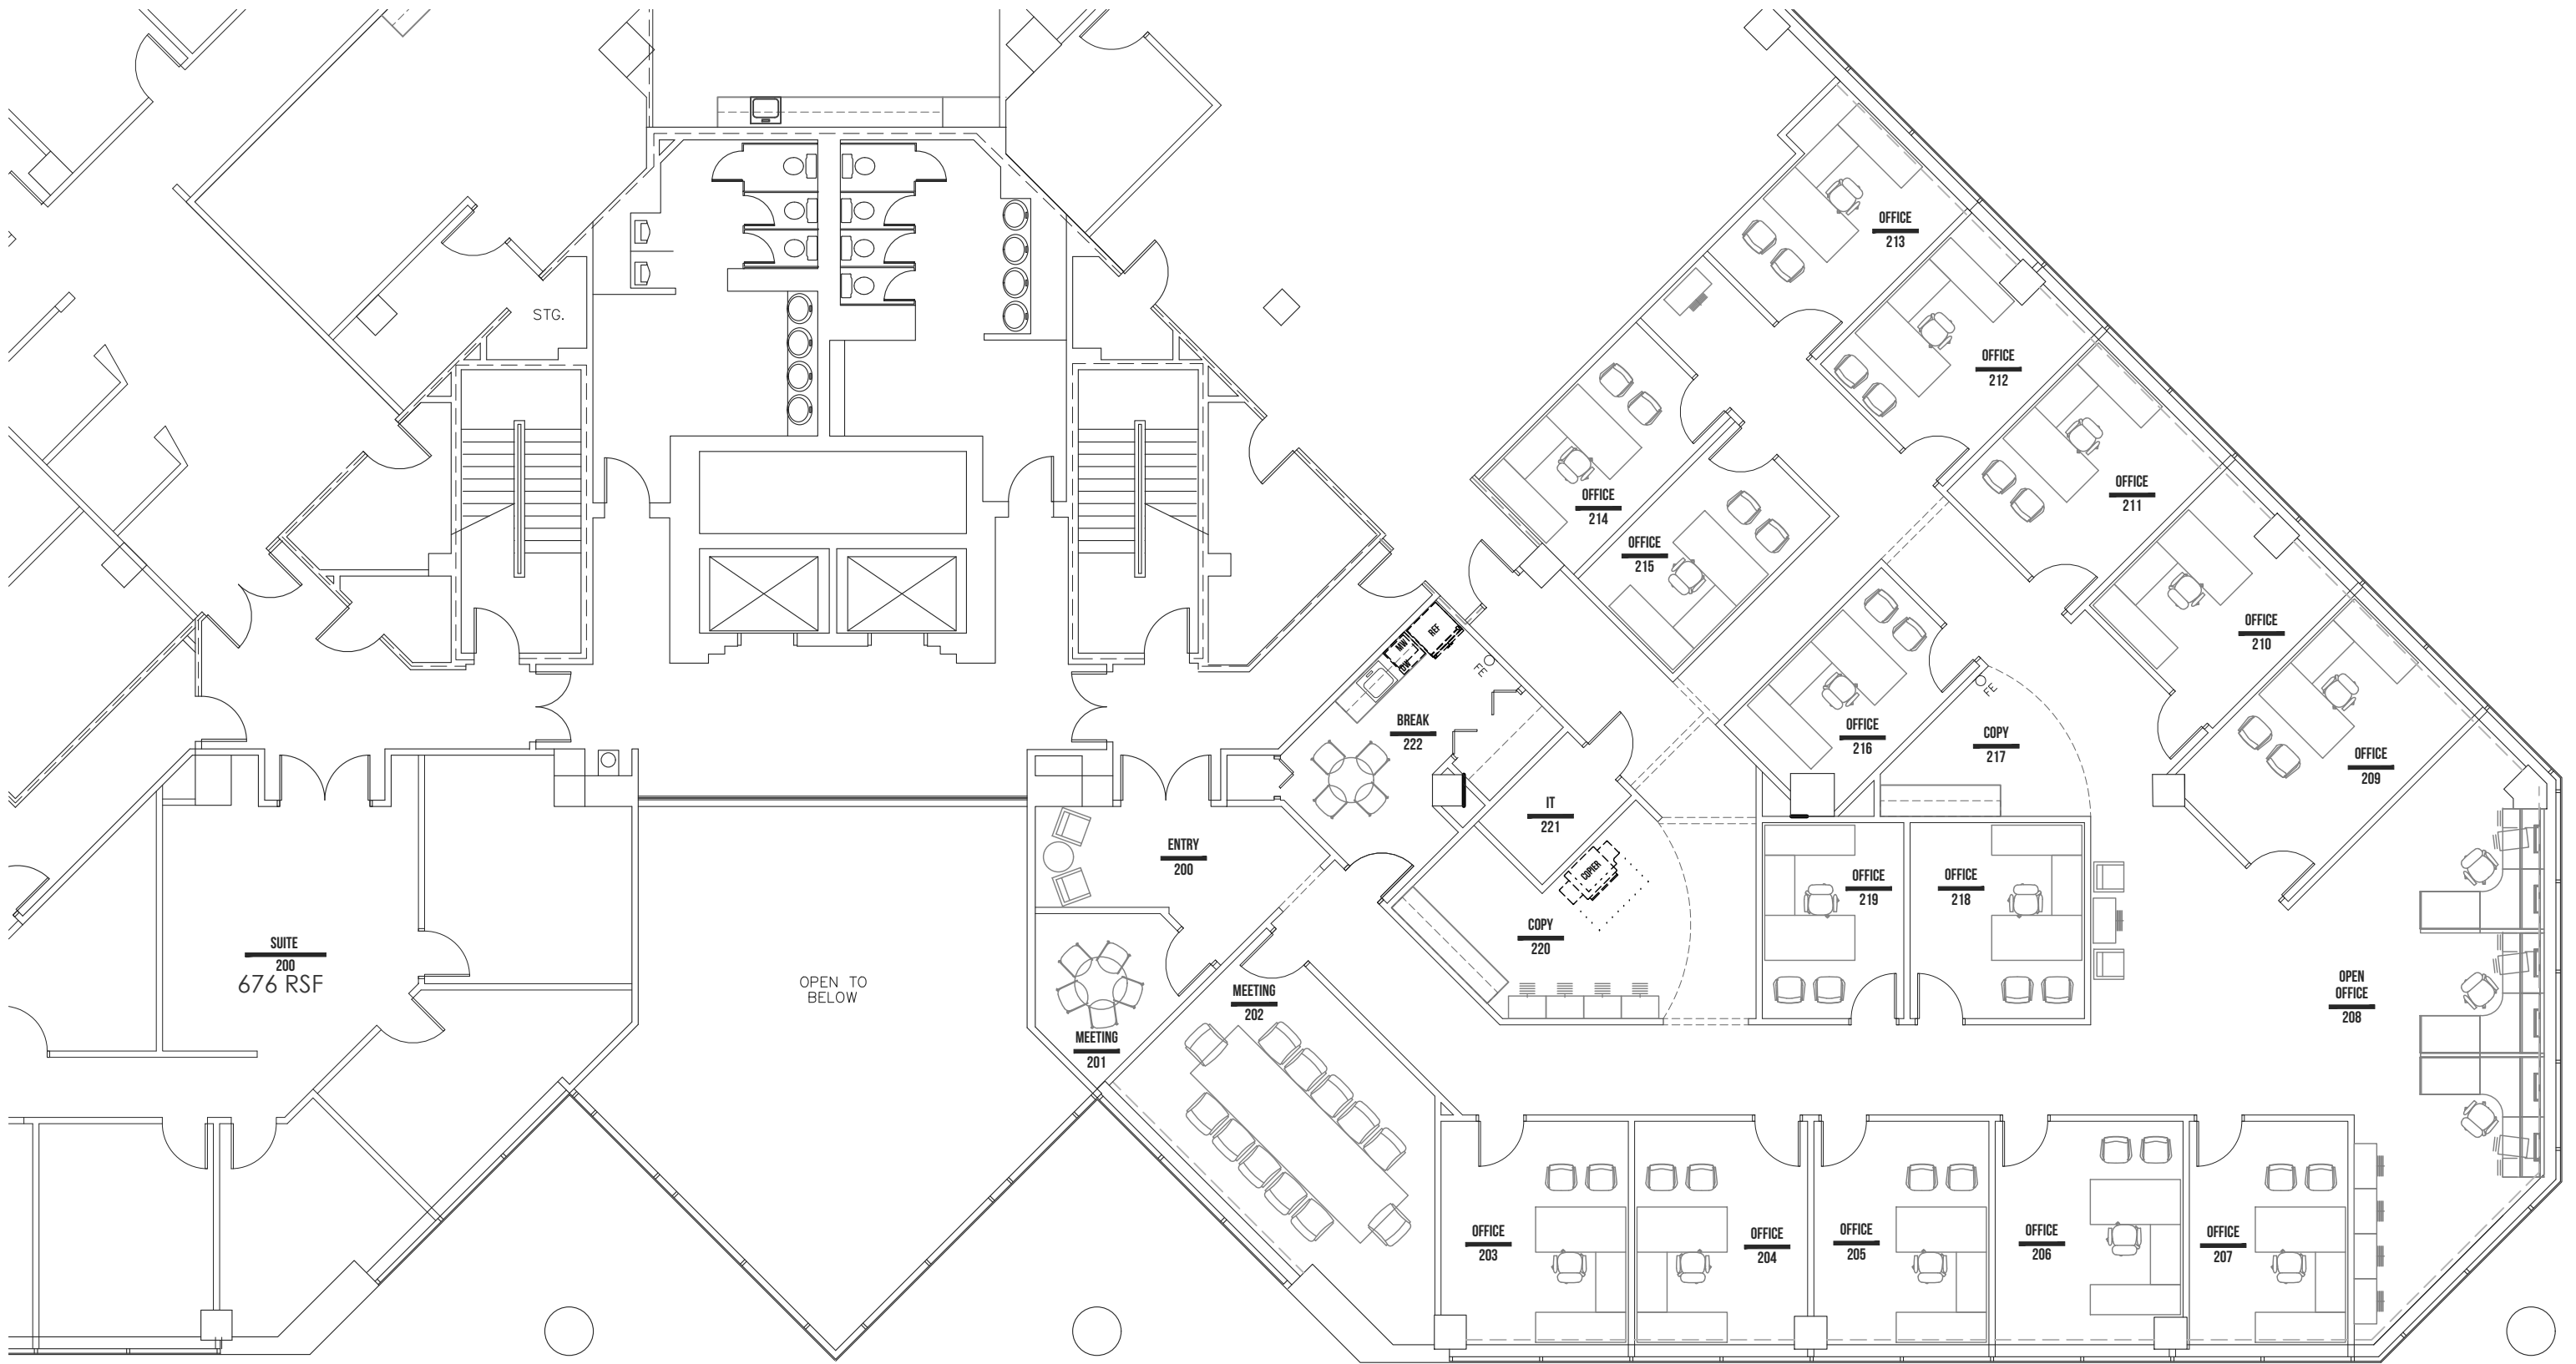 OFFICE
213
STG.
OFFICE
212
OFFICE
211
OFFICE
214
OFFICE
215
OFFICE
210
REF
MW
DW
FE
FE
BREAK
222
OFFICE
216
COPY
217
OFFICE
209
IT
221
ENTRY
200
COPIER
OFFICE
219
OFFICE
218
COPY
220
SUITE
200
676 RSF
OPEN TO
BELOW
MEETING
202
OPEN
OFFICE
208
MEETING
201
OFFICE
203
OFFICE
204
OFFICE
205
OFFICE
206
OFFICE
207